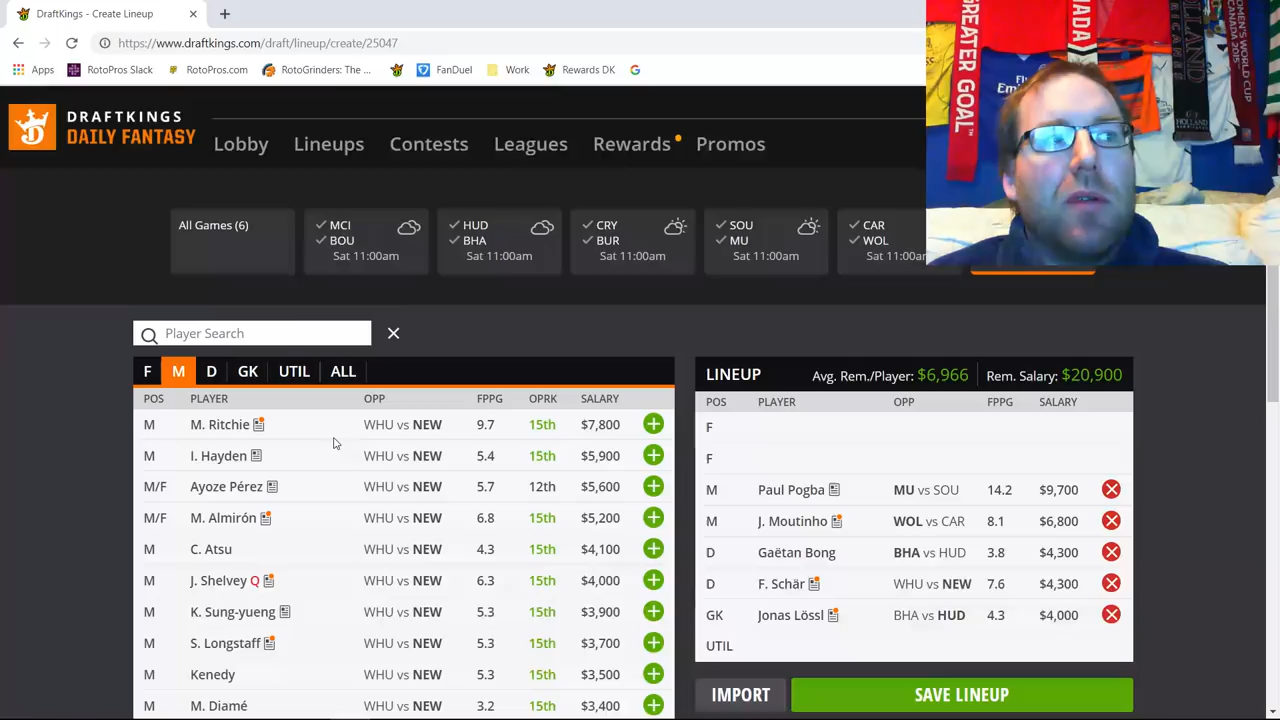 DraftKings - Create Lineup
https://www.draftkings.com/draft/lineup/create/25047
Apps RotoPros Slack RotoPros.com RotoGrinders: The ... FanDuel Work Rewards DK
DRAFTKINGS
DAILY FANTASY
Lobby Lineups Contests Leagues Rewards Promos
All Games (6)
MCI
BOU
Sat 11:00am
HUD
BHA
Sat 11:00am
CRY
BUR
Sat 11:00am
SOU
MU
Sat 11:00am
CAR
WOL
Sat 11:00am
GREATER GOAL
HOLLAND
WOMEN'S WORLD CUP
CANADA 2015
Player Search
F M D GK UTIL ALL
POS PLAYER OPP FPPG OPRK SALARY
M M. Ritchie WHU vs NEW 9.7 15th $7,800
M I. Hayden WHU vs NEW 5.4 15th $5,900
M/F Ayoze Pérez WHU vs NEW 5.7 12th $5,600
M/F M. Almirón WHU vs NEW 6.8 15th $5,200
M C. Atsu WHU vs NEW 4.3 15th $4,100
M J. Shelvey Q WHU vs NEW 6.3 15th $4,000
M K. Sung-yueng WHU vs NEW 5.3 15th $3,900
M S. Longstaff WHU vs NEW 5.3 15th $3,700
M Kenedy WHU vs NEW 5.3 15th $3,500
M M. Diamé WHU vs NEW 3.2 15th $3,400
LINEUP Avg. Rem./Player: $6,966 Rem. Salary: $20,900
POS PLAYER OPP FPPG SALARY
F
F
M Paul Pogba MU vs SOU 14.2 $9,700
M J. Moutinho WOL vs CAR 8.1 $6,800
D Gaëtan Bong BHA vs HUD 3.8 $4,300
D F. Schär WHU vs NEW 7.6 $4,300
GK Jonas Lössl BHA vs HUD 4.3 $4,000
UTIL
IMPORT SAVE LINEUP